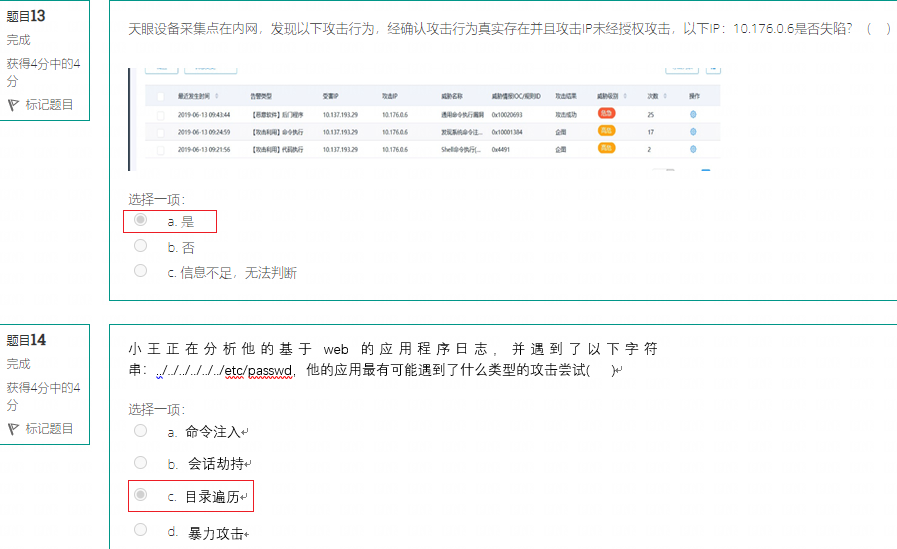 题目13
完成
获得4分中的4
分
标记题目
天眼设备采集点在内网，发现以下攻击行为，经确认攻击行为真实存在并且攻击IP未经授权攻击，以下IP：10.176.0.6是否失陷？（ ）
最近发生时间 告警类型 受害IP 攻击IP 威胁名称 威胁情报IOC/规则ID 攻击结果 威胁级别 次数 操作
2019-06-13 09:43:44 【恶意软件】后门程序 10.137.193.29 10.176.0.6 通用命令执行漏洞 0x10020693 攻击成功 危急 25
2019-06-13 09:24:59 【攻击利用】命令执行 10.137.193.29 10.176.0.6 发现系统命令注... 0x10001384 企图 高危 17
2019-06-13 09:21:56 【攻击利用】代码执行 10.137.193.29 10.176.0.6 Shell命令执行(... 0x4491 企图 高危 2
选择一项：
a. 是
b. 否
c. 信息不足，无法判断
题目14
完成
获得4分中的4
分
标记题目
小王正在分析他的基于 web 的应用程序日志，并遇到了以下字符
串：../../../../../../etc/passwd，他的应用最有可能遇到了什么类型的攻击尝试( )↵
选择一项：
a. 命令注入↵
b. 会话劫持↵
c. 目录遍历↵
d. 暴力攻击↵